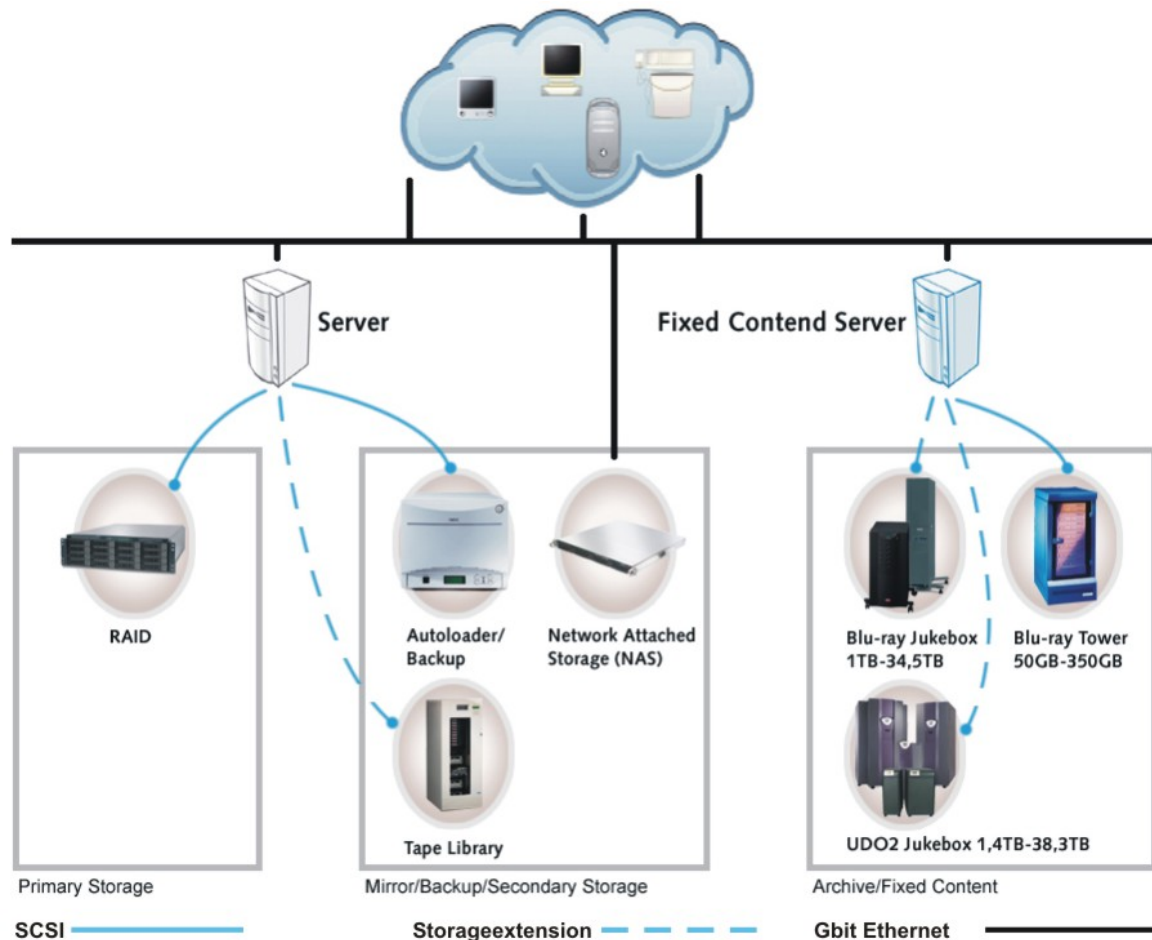 Server
Fixed Contend Server
RAID
Autoloader/
Backup
Network Attached
Storage (NAS)
Tape Library
Blu-ray Jukebox
1TB-34,5TB
Blu-ray Tower
50GB-350GB
UDO2 Jukebox 1,4TB-38,3TB
Primary Storage
Mirror/Backup/Secondary Storage
Archive/Fixed Content
SCSI
Storageextension
Gbit Ethernet